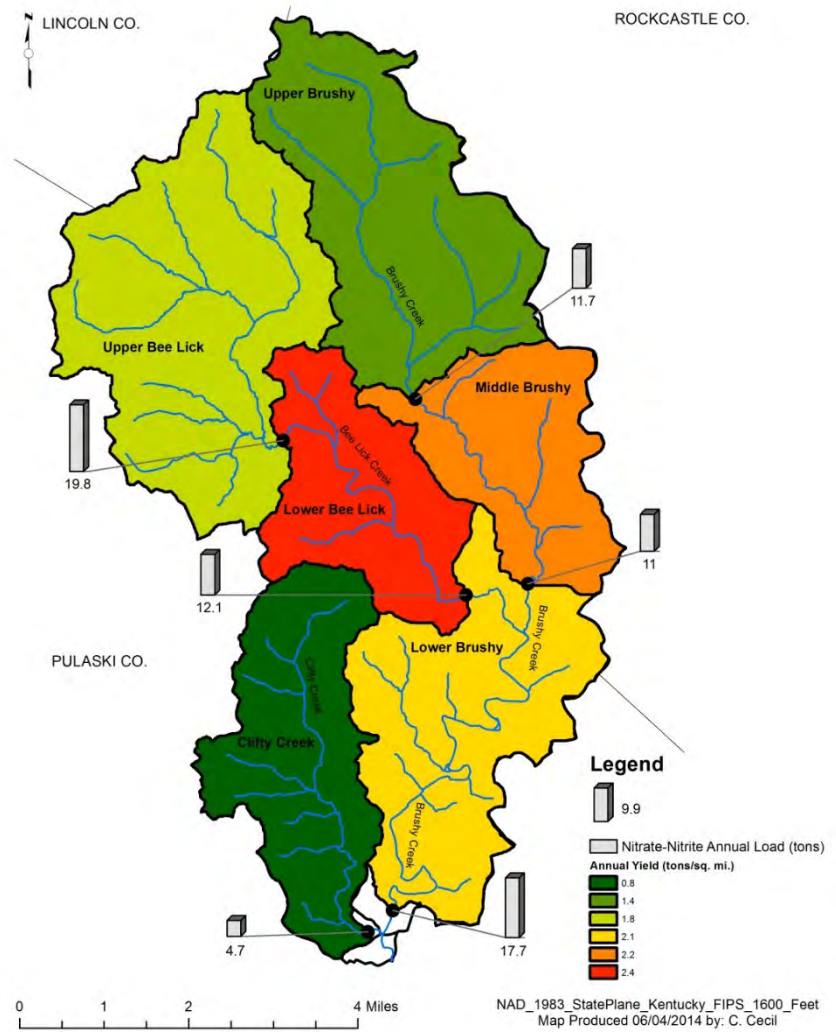 N
LINCOLN CO.
ROCKCASTLE CO.
Upper Brushy
Brushy Creek
11.7
Upper Bee Lick
Middle Brushy
Bee Lick Creek
19.8
Lower Bee Lick
11
12.1
Brushy Creek
PULASKI CO.
Lower Brushy
Clifty Creek
Clifty Creek
Brushy Creek
Legend
9.9
Nitrate-Nitrite Annual Load (tons)
Annual Yield (tons/sq. mi.)
0.8
1.4
1.8
2.1
2.2
2.4
4.7
17.7
0 1 2 4 Miles
NAD_1983_StatePlane_Kentucky_FIPS_1600_Feet
Map Produced 06/04/2014 by: C. Cecil